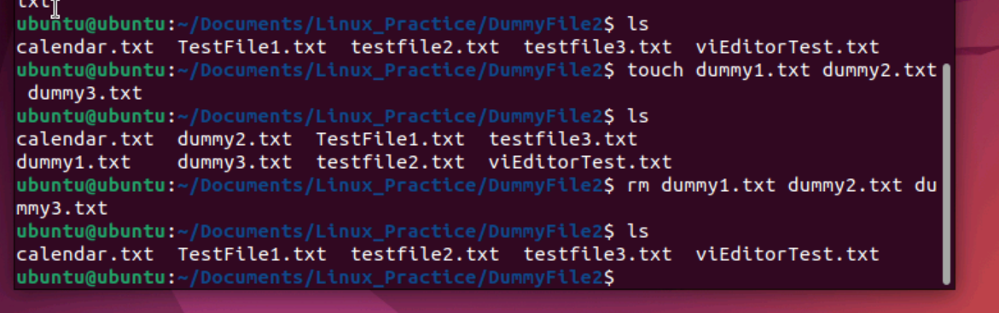 txt
ubuntu@ubuntu:~/Documents/Linux_Practice/DummyFile2$ ls
calendar.txt  TestFile1.txt  testfile2.txt  testfile3.txt  viEditorTest.txt
ubuntu@ubuntu:~/Documents/Linux_Practice/DummyFile2$ touch dummy1.txt dummy2.txt
 dummy3.txt
ubuntu@ubuntu:~/Documents/Linux_Practice/DummyFile2$ ls
calendar.txt  dummy2.txt  TestFile1.txt  testfile3.txt
dummy1.txt    dummy3.txt  testfile2.txt  viEditorTest.txt
ubuntu@ubuntu:~/Documents/Linux_Practice/DummyFile2$ rm dummy1.txt dummy2.txt du
mmy3.txt
ubuntu@ubuntu:~/Documents/Linux_Practice/DummyFile2$ ls
calendar.txt  TestFile1.txt  testfile2.txt  testfile3.txt  viEditorTest.txt
ubuntu@ubuntu:~/Documents/Linux_Practice/DummyFile2$